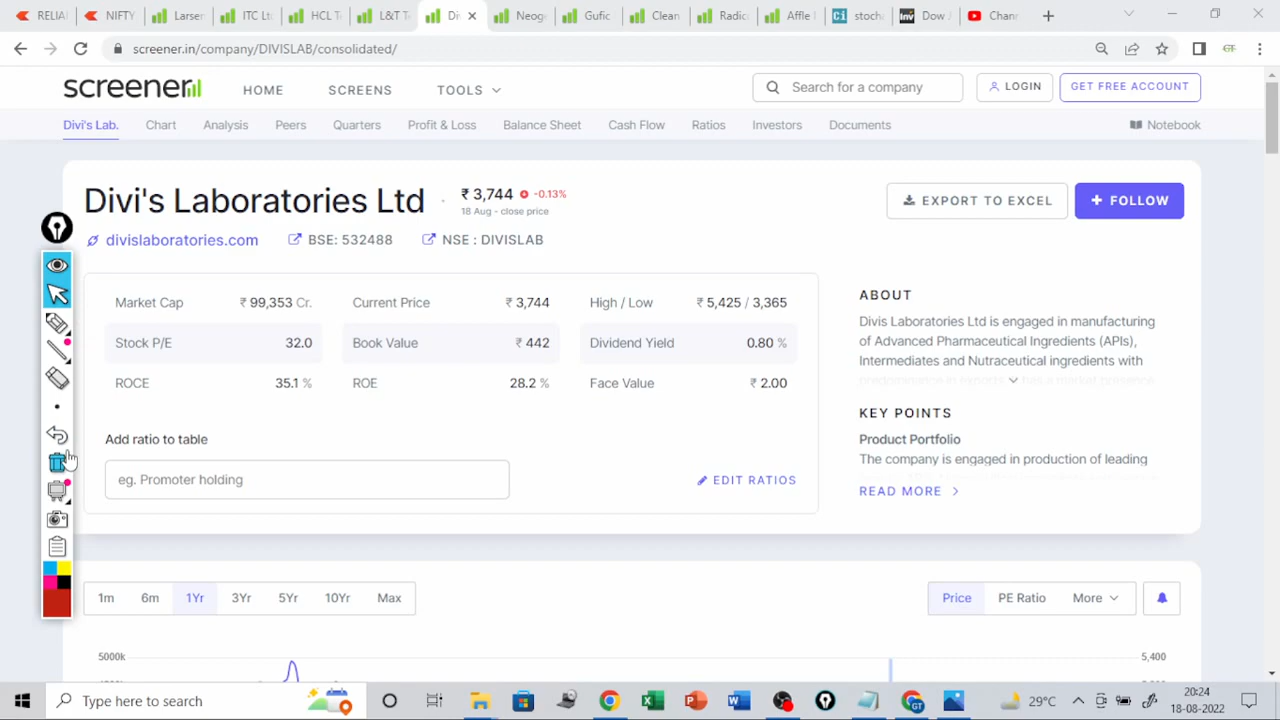 RELIA
NIFTY
Larser
ITC L
HCL T
L&T T
Di
Neoge
Gufic
Clean
Radic
Affle I
stoch
Dow J
Chann
screener.in/company/DIVISLAB/consolidated/
screener
HOME
SCREENS
TOOLS
Search for a company
LOGIN
GET FREE ACCOUNT
Divi's Lab.
Chart
Analysis
Peers
Quarters
Profit & Loss
Balance Sheet
Cash Flow
Ratios
Investors
Documents
Notebook
Divi's Laboratories Ltd
₹ 3,744 -0.13%
18 Aug - close price
EXPORT TO EXCEL
+ FOLLOW
divislaboratories.com
BSE: 532488
NSE : DIVISLAB
Market Cap ₹ 99,353 Cr.
Current Price ₹ 3,744
High / Low ₹ 5,425 / 3,365
Stock P/E 32.0
Book Value ₹ 442
Dividend Yield 0.80 %
ROCE 35.1 %
ROE 28.2 %
Face Value ₹ 2.00
Add ratio to table
eg. Promoter holding
EDIT RATIOS
ABOUT
Divis Laboratories Ltd is engaged in manufacturing
of Advanced Pharmaceutical Ingredients (APIs),
Intermediates and Nutraceutical ingredients with
predominance in exports. has a market presence
KEY POINTS
Product Portfolio
The company is engaged in production of leading
READ MORE
1m
6m
1Yr
3Yr
5Yr
10Yr
Max
Price
PE Ratio
More
5000k
5,400
Type here to search
29°C
20:24
18-08-2022